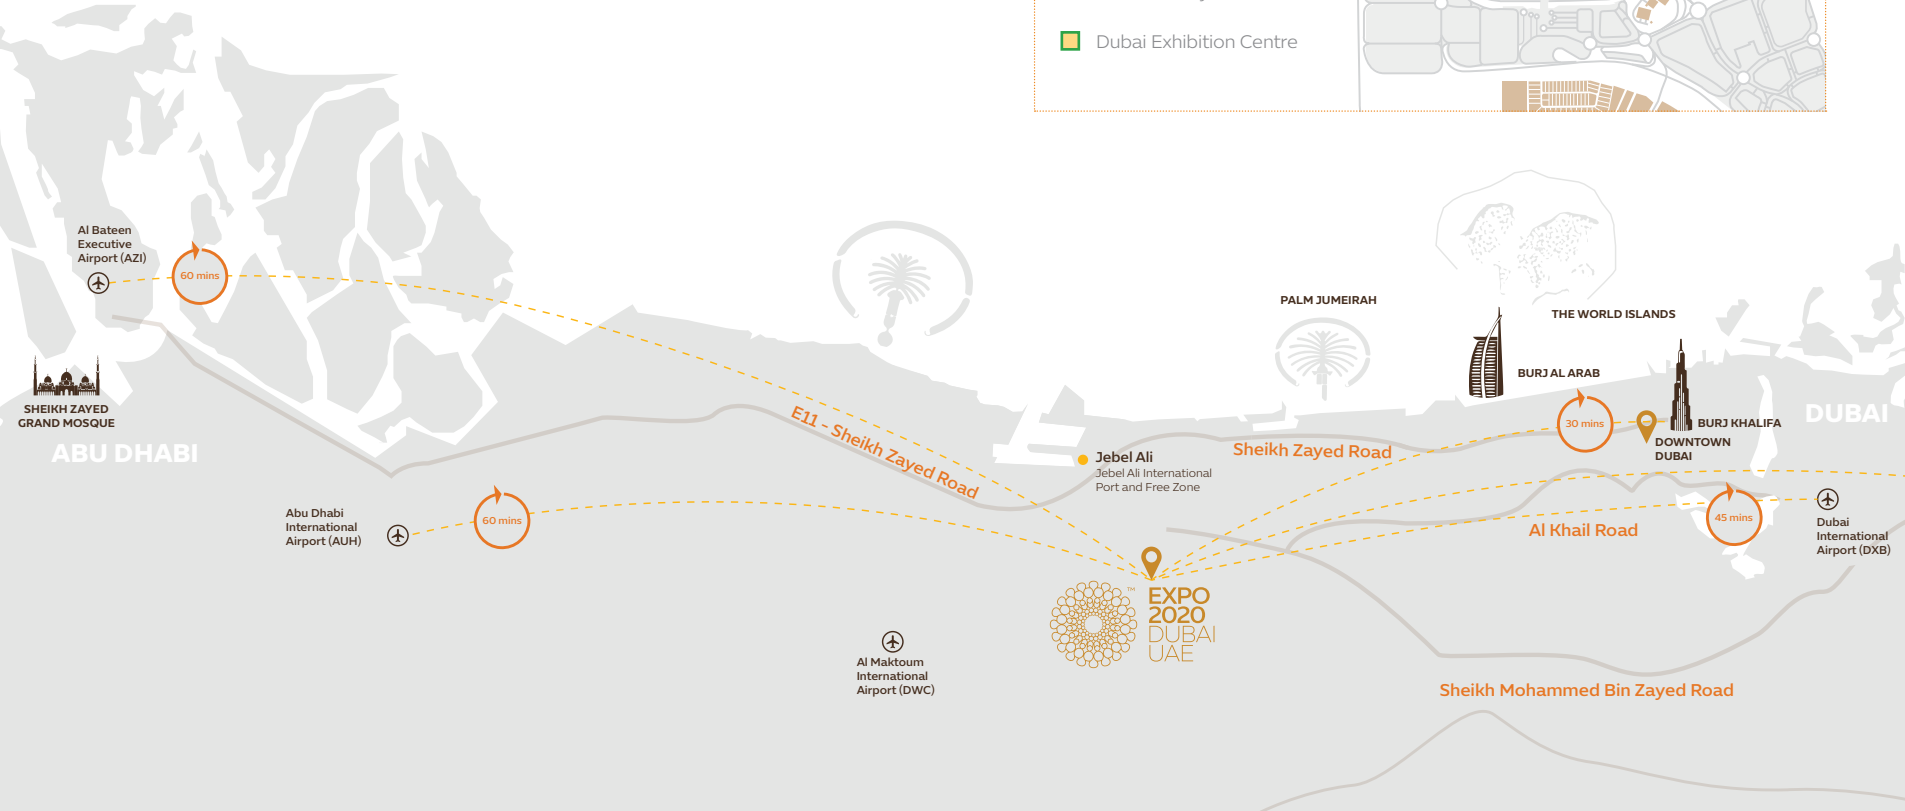 Dubai Exhibition Centre
Al Bateen
Executive
Airport (AZI)
60 mins
SHEIKH ZAYED
GRAND MOSQUE
ABU DHABI
Abu Dhabi
International
Airport (AUH)
60 mins
E11 - Sheikh Zayed Road
Al Maktoum
International
Airport (DWC)
Jebel Ali
Jebel Ali International
Port and Free Zone
EXPO
2020
DUBAI
UAE
™
PALM JUMEIRAH
Sheikh Zayed Road
THE WORLD ISLANDS
BURJ AL ARAB
30 mins
BURJ KHALIFA
DOWNTOWN
DUBAI
DUBAI
Al Khail Road
45 mins
Dubai
International
Airport (DXB)
Sheikh Mohammed Bin Zayed Road